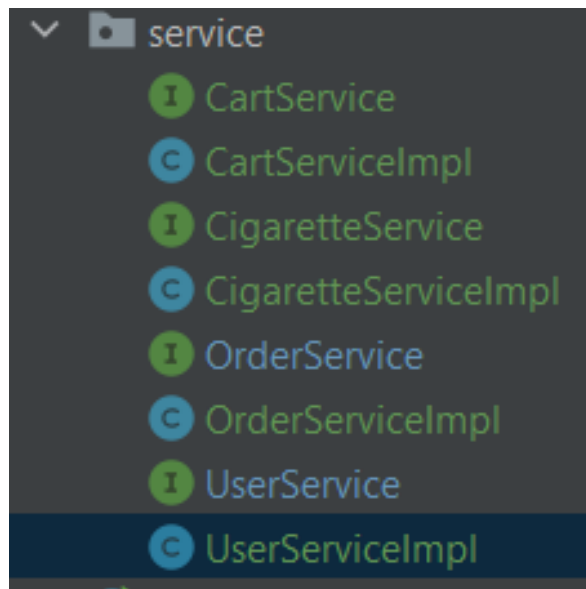 service
I CartService
C CartServiceImpl
I CigaretteService
C CigaretteServiceImpl
I OrderService
C OrderServiceImpl
I UserService
C UserServiceImpl